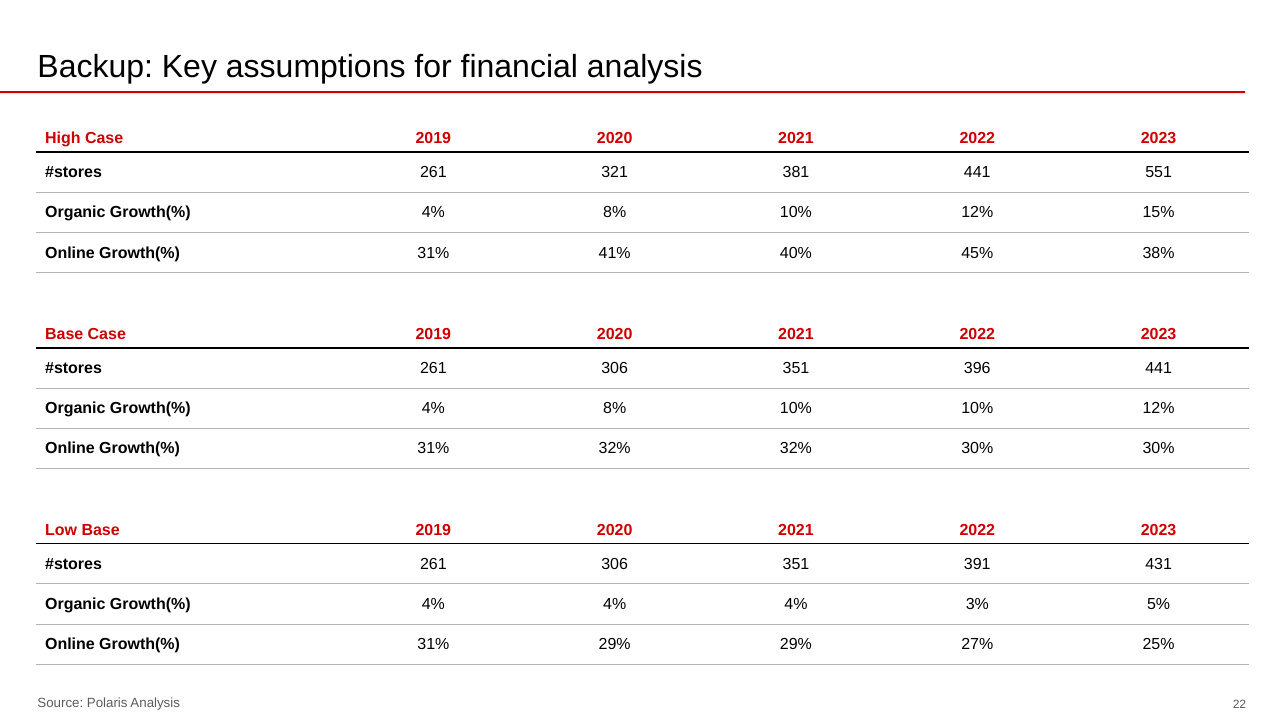 Backup: Key assumptions for financial analysis
High Case 2019 2020 2021 2022 2023
#stores 261 321 381 441 551
Organic Growth(%) 4% 8% 10% 12% 15%
Online Growth(%) 31% 41% 40% 45% 38%
Base Case 2019 2020 2021 2022 2023
#stores 261 306 351 396 441
Organic Growth(%) 4% 8% 10% 10% 12%
Online Growth(%) 31% 32% 32% 30% 30%
Low Base 2019 2020 2021 2022 2023
#stores 261 306 351 391 431
Organic Growth(%) 4% 4% 4% 3% 5%
Online Growth(%) 31% 29% 29% 27% 25%
Source: Polaris Analysis
22